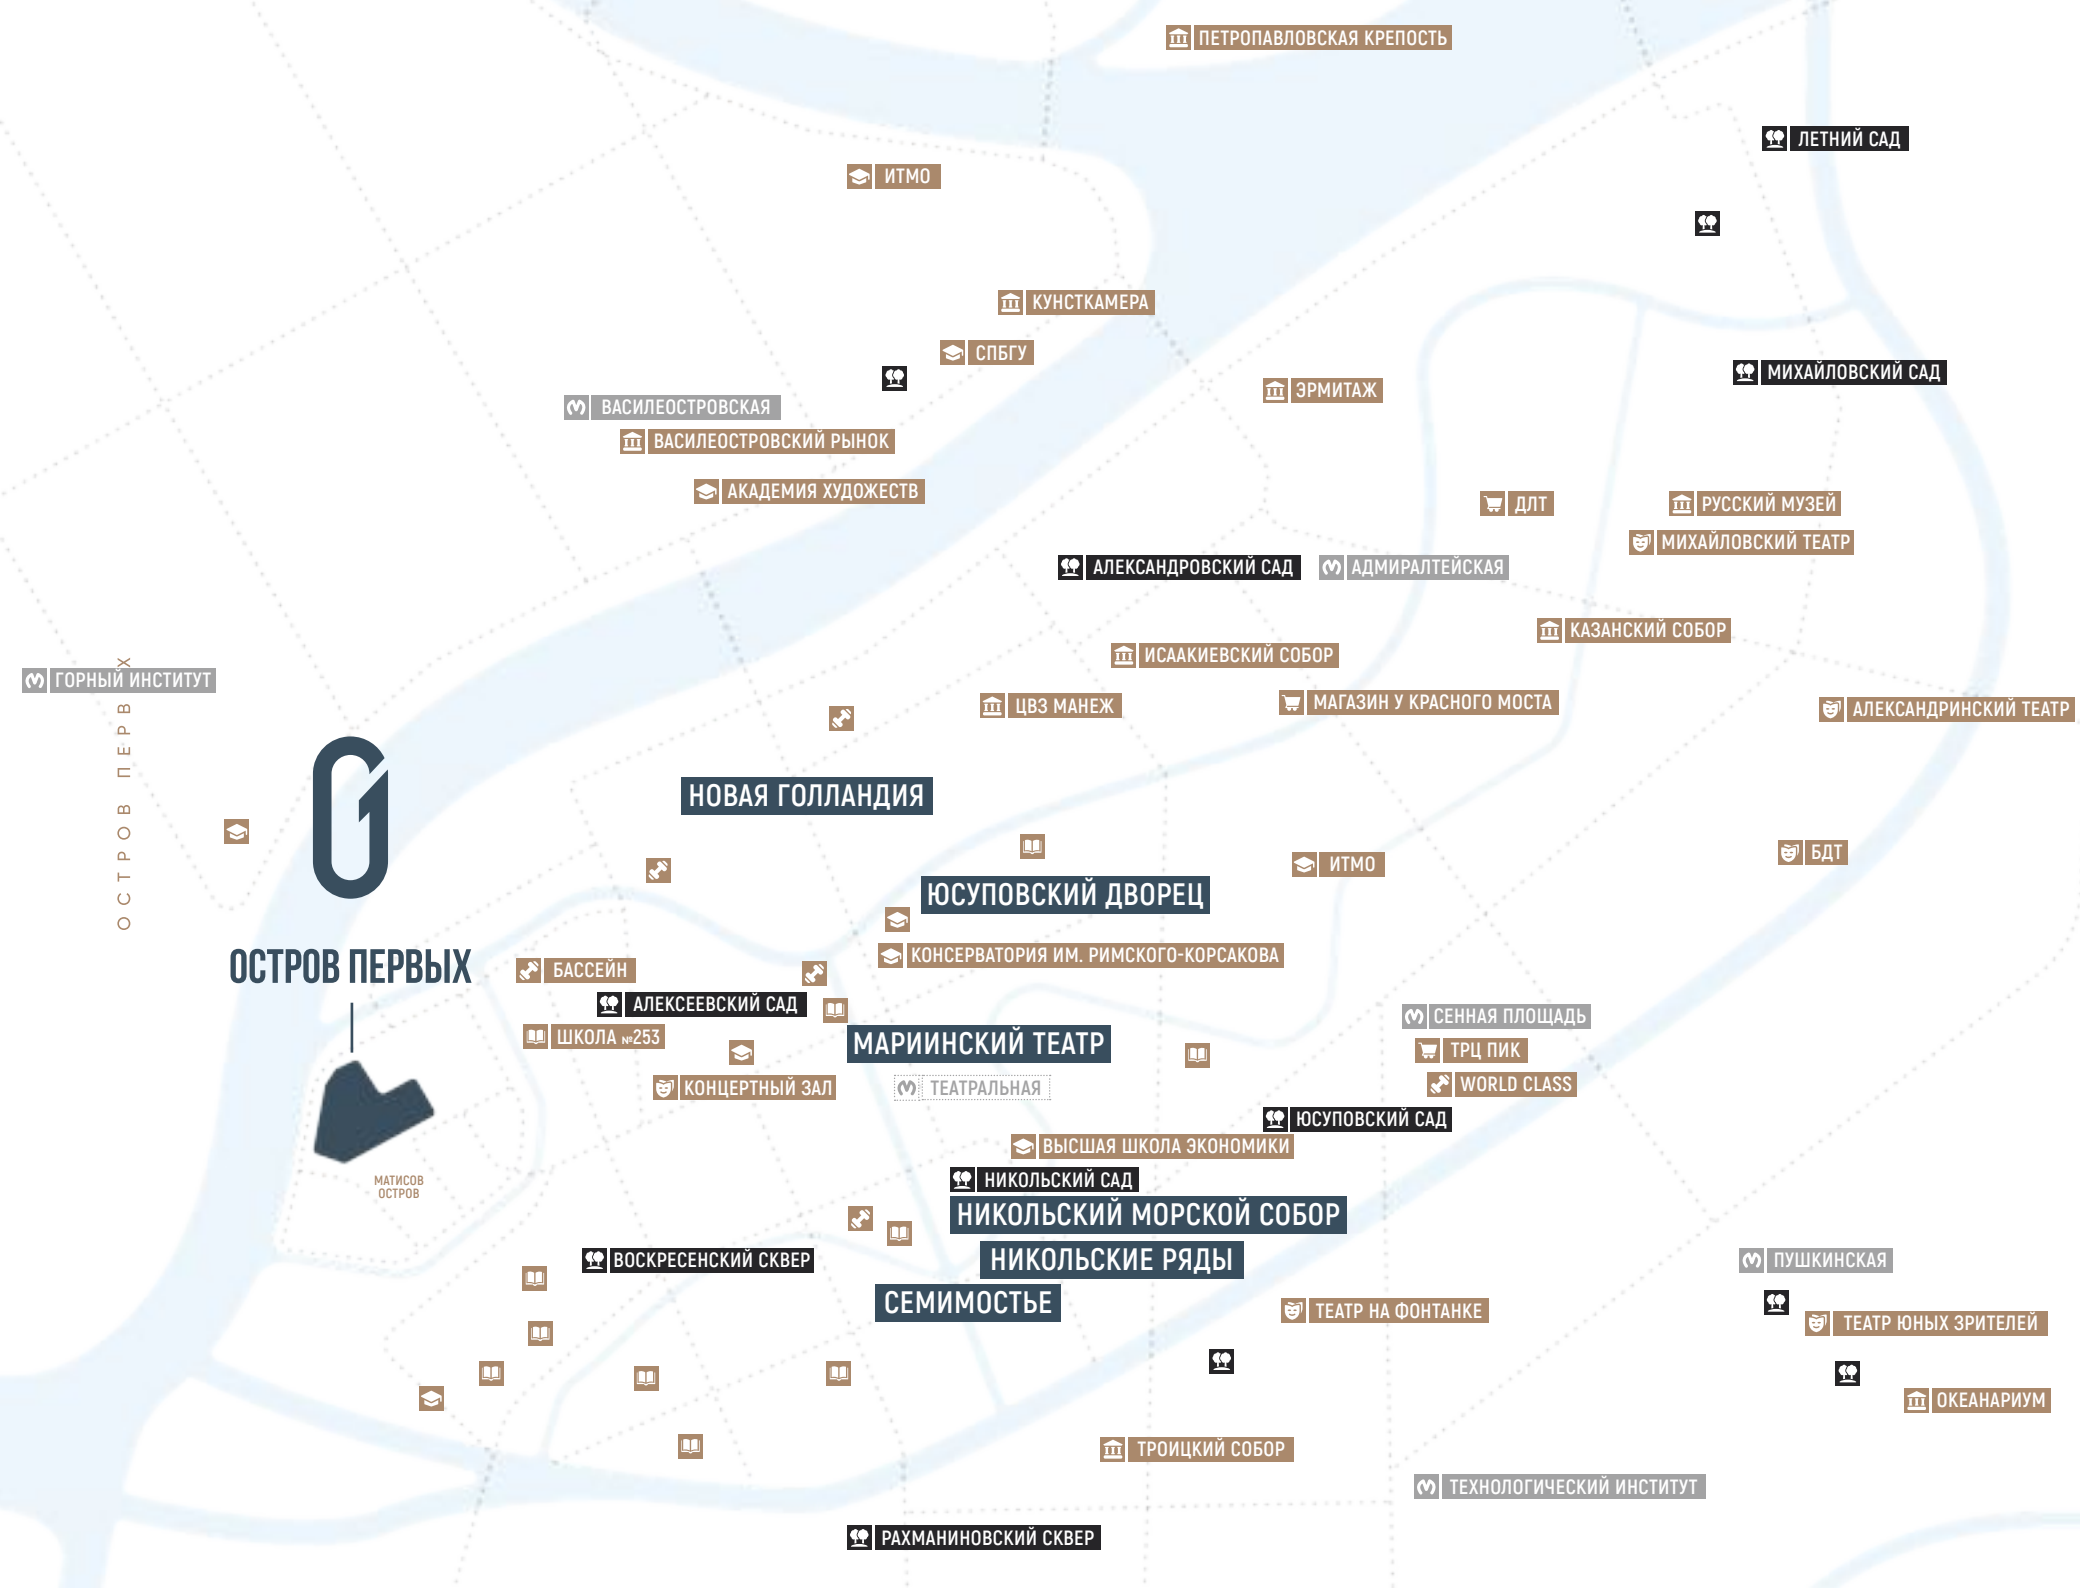 ПЕТРОПАВЛОВСКАЯ КРЕПОСТЬ
ЛЕТНИЙ САД
ИТМО
КУНСТКАМЕРА
СПБГУ
МИХАЙЛОВСКИЙ САД
ЭРМИТАЖ
ВАСИЛЕОСТРОВСКАЯ
ВАСИЛЕОСТРОВСКИЙ РЫНОК
АКАДЕМИЯ ХУДОЖЕСТВ
ДЛТ
РУССКИЙ МУЗЕЙ
МИХАЙЛОВСКИЙ ТЕАТР
АЛЕКСАНДРОВСКИЙ САД
АДМИРАЛТЕЙСКАЯ
КАЗАНСКИЙ СОБОР
ИСААКИЕВСКИЙ СОБОР
ГОРНЫЙ ИНСТИТУТ
ОСТРОВ ПЕРВЫХ
ЦВЗ МАНЕЖ
МАГАЗИН У КРАСНОГО МОСТА
АЛЕКСАНДРИНСКИЙ ТЕАТР
НОВАЯ ГОЛЛАНДИЯ
БДТ
ИТМО
ЮСУПОВСКИЙ ДВОРЕЦ
КОНСЕРВАТОРИЯ ИМ. РИМСКОГО-КОРСАКОВА
ОСТРОВ ПЕРВЫХ
БАССЕЙН
АЛЕКСЕЕВСКИЙ САД
СЕННАЯ ПЛОЩАДЬ
ШКОЛА №253
МАРИИНСКИЙ ТЕАТР
ТРЦ ПИК
КОНЦЕРТНЫЙ ЗАЛ
ТЕАТРАЛЬНАЯ
WORLD CLASS
ЮСУПОВСКИЙ САД
ВЫСШАЯ ШКОЛА ЭКОНОМИКИ
МАТИСОВ
ОСТРОВ
НИКОЛЬСКИЙ САД
НИКОЛЬСКИЙ МОРСКОЙ СОБОР
ВОСКРЕСЕНСКИЙ СКВЕР
НИКОЛЬСКИЕ РЯДЫ
ПУШКИНСКАЯ
СЕМИМОСТЬЕ
ТЕАТР НА ФОНТАНКЕ
ТЕАТР ЮНЫХ ЗРИТЕЛЕЙ
ОКЕАНАРИУМ
ТРОИЦКИЙ СОБОР
ТЕХНОЛОГИЧЕСКИЙ ИНСТИТУТ
РАХМАНИНОВСКИЙ СКВЕР